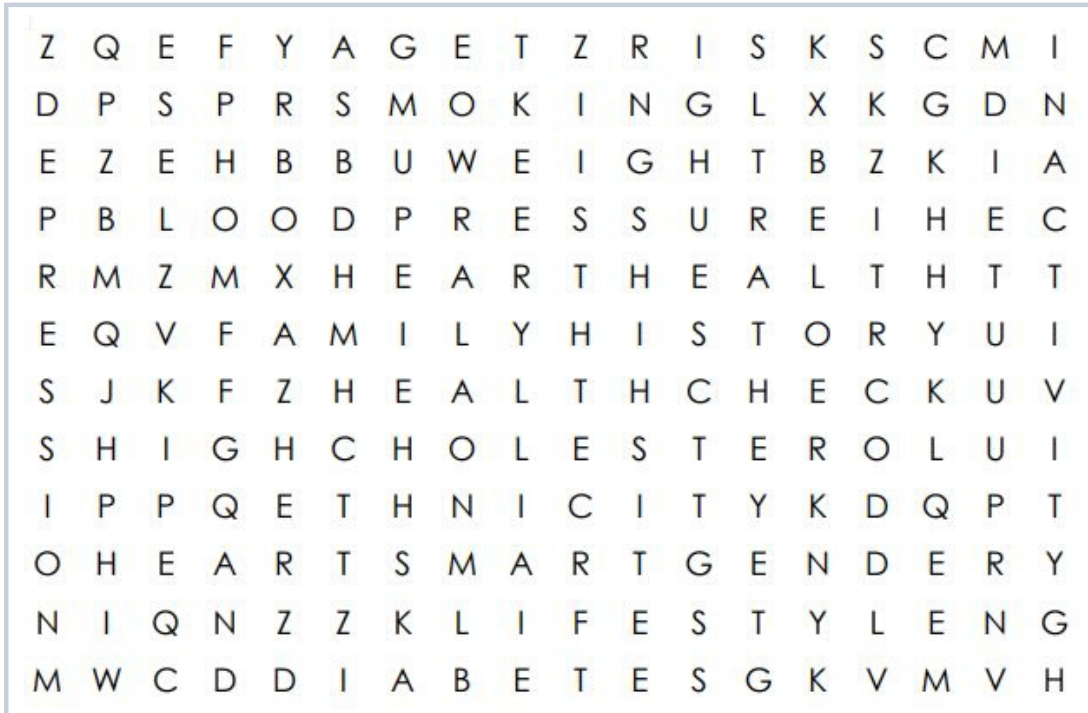 Z Q E F Y A G E T Z R I S K S C M I
D P S P R S M O K I N G L X K G D N
E Z E H B B U W E I G H T B Z K I A
P B L O O D P R E S S U R E I H E C
R M Z M X H E A R T H E A L T H T T
E Q V F A M I L Y H I S T O R Y U I
S J K F Z H E A L T H C H E C K U V
S H I G H C H O L E S T E R O L U I
I P P Q E T H N I C I T Y K D Q P T
O H E A R T S M A R T G E N D E R Y
N I Q N Z Z K L I F E S T Y L E N G
M W C D D I A B E T E S G K V M V H